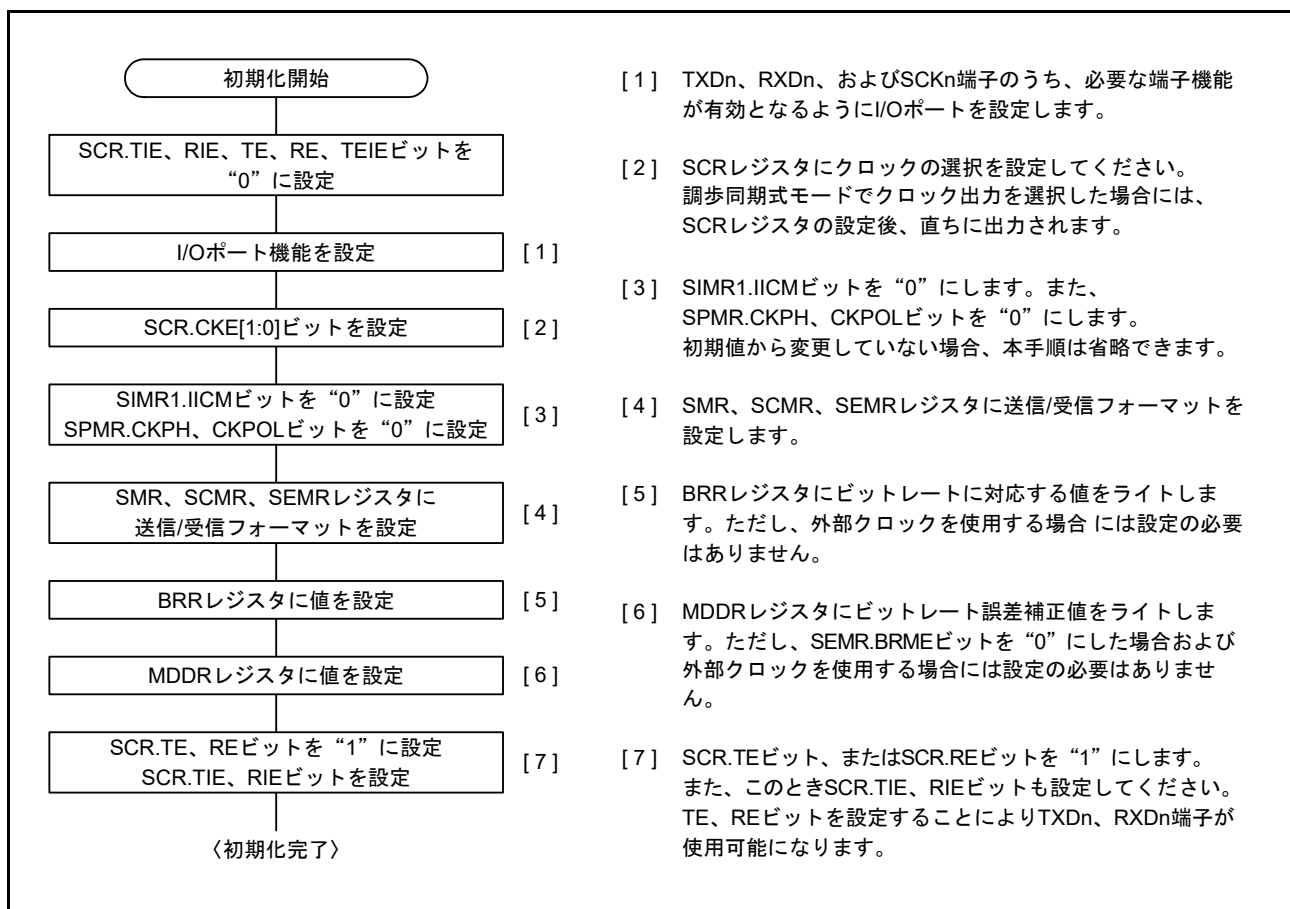 初期化開始
SCR.TIE、RIE、TE、RE、TEIEビットを
“0”に設定
I/Oポート機能を設定
[ 1 ]
SCR.CKE[1:0]ビットを設定
[ 2 ]
SIMR1.IICMビットを“0”に設定
SPMR.CKPH、CKPOLビットを“0”に設定
[ 3 ]
SMR、SCMR、SEMRレジスタに
送信/受信フォーマットを設定
[ 4 ]
BRRレジスタに値を設定
[ 5 ]
MDDRレジスタに値を設定
[ 6 ]
SCR.TE、REビットを“1”に設定
SCR.TIE、RIEビットを設定
[ 7 ]
〈初期化完了〉
[ 1 ] TXDn、RXDn、およびSCKn端子のうち、必要な端子機能
が有効となるようにI/Oポートを設定します。
[ 2 ] SCRレジスタにクロックの選択を設定してください。
調歩同期式モードでクロック出力を選択した場合には、
SCRレジスタの設定後、直ちに出力されます。
[ 3 ] SIMR1.IICMビットを“0”にします。また、
SPMR.CKPH、CKPOLビットを“0”にします。
初期値から変更していない場合、本手順は省略できます。
[ 4 ] SMR、SCMR、SEMRレジスタに送信/受信フォーマットを
設定します。
[ 5 ] BRRレジスタにビットレートに対応する値をライトしま
す。ただし、外部クロックを使用する場合 には設定の必要
はありません。
[ 6 ] MDDRレジスタにビットレート誤差補正値をライトしま
す。ただし、SEMR.BRMEビットを“0”にした場合および
外部クロックを使用する場合には設定の必要はありませ
ん。
[ 7 ] SCR.TEビット、またはSCR.REビットを“1”にします。
また、このときSCR.TIE、RIEビットも設定してください。
TE、REビットを設定することによりTXDn、RXDn端子が
使用可能になります。